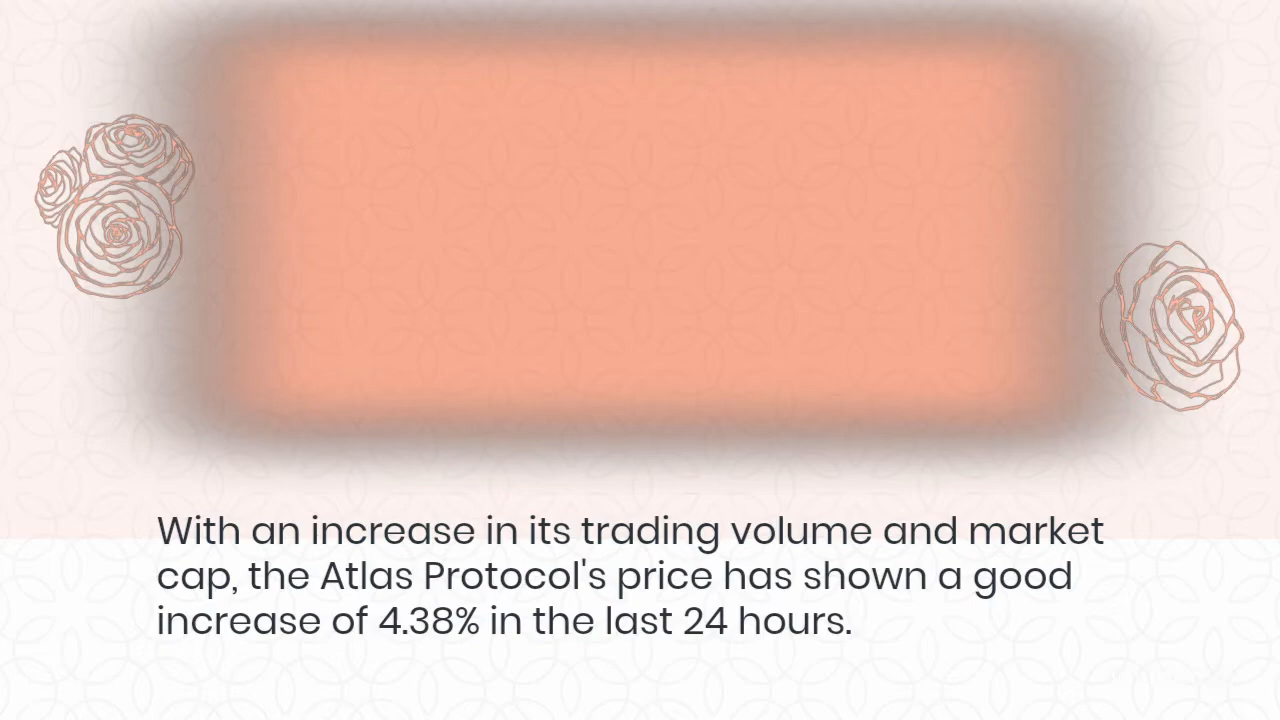 With an increase in its trading volume and market
cap, the Atlas Protocol's price has shown a good
increase of 4.38% in the last 24 hours.